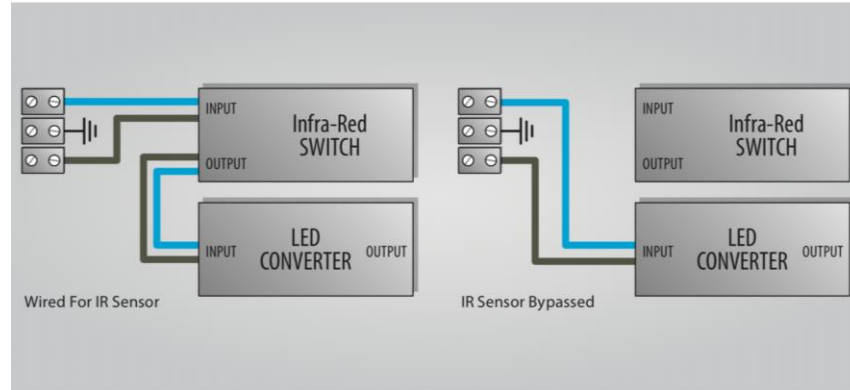 INPUT
Infra-Red
SWITCH
OUTPUT
INPUT
LED
CONVERTER
OUTPUT
Wired For IR Sensor
INPUT
Infra-Red
SWITCH
OUTPUT
INPUT
LED
CONVERTER
OUTPUT
IR Sensor Bypassed